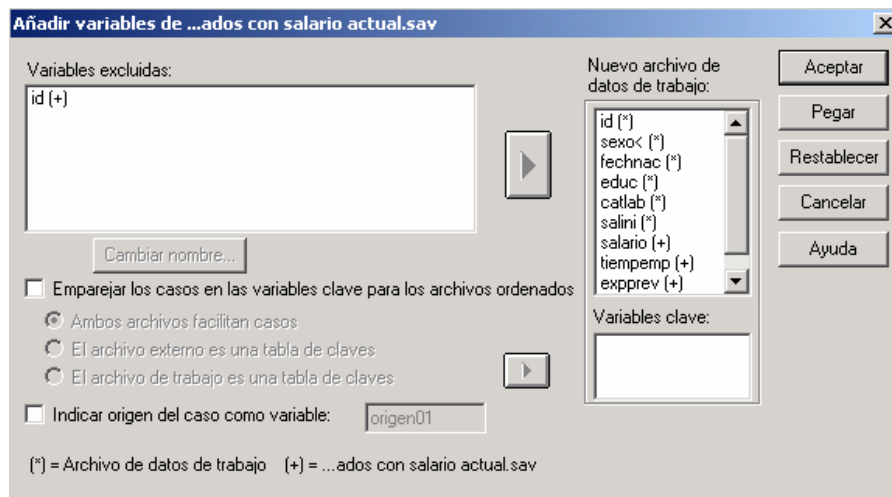 Añadir variables de ...ados con salario actual.sav
Variables excluidas:
id (+)
Cambiar nombre...
Emparejar los casos en las variables clave para los archivos ordenados
Ambos archivos facilitan casos
El archivo externo es una tabla de claves
El archivo de trabajo es una tabla de claves
Indicar origen del caso como variable:
origen01
(*) = Archivo de datos de trabajo (+) = ...ados con salario actual.sav
Nuevo archivo de
datos de trabajo:
id (*)
sexo< (*)
fechnac (*)
educ (*)
catlab (*)
salini (*)
salario (+)
tiempemp (+)
expprev (+)
Variables clave:
Aceptar
Pegar
Restablecer
Cancelar
Ayuda